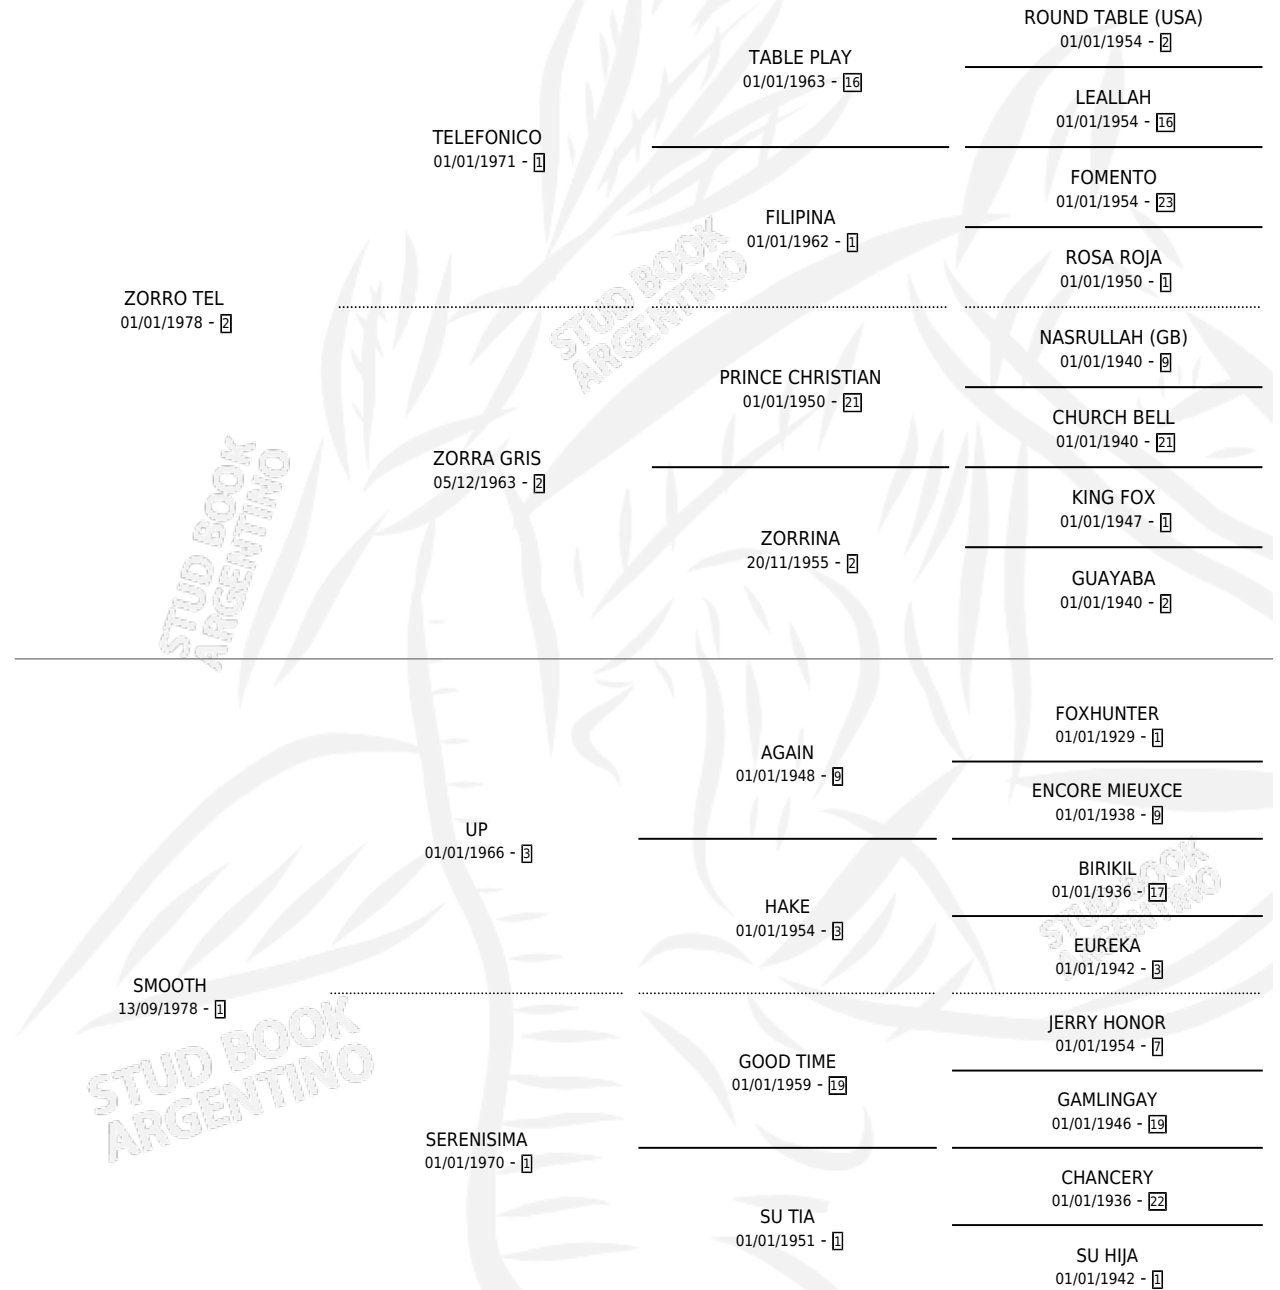 ROUND TABLE (USA)
01/01/1954 - 2
TABLE PLAY
01/01/1963 - 16
LEALLAH
01/01/1954 - 16
TELEFONICO
01/01/1971 - 1
FOMENTO
01/01/1954 - 23
FILIPINA
01/01/1962 - 1
ROSA ROJA
01/01/1950 - 1
ZORRO TEL
01/01/1978 - 2
NASRULLAH (GB)
01/01/1940 - 9
PRINCE CHRISTIAN
01/01/1950 - 21
CHURCH BELL
01/01/1940 - 21
ZORRA GRIS
05/12/1963 - 2
KING FOX
01/01/1947 - 1
ZORRINA
20/11/1955 - 2
GUAYABA
01/01/1940 - 2
FOXHUNTER
01/01/1929 - 1
AGAIN
01/01/1948 - 9
ENCORE MIEUXCE
01/01/1938 - 9
UP
01/01/1966 - 3
BIRIKIL
01/01/1936 - 17
HAKE
01/01/1954 - 3
EUREKA
01/01/1942 - 3
SMOOTH
13/09/1978 - 1
JERRY HONOR
01/01/1954 - 7
GOOD TIME
01/01/1959 - 19
GAMLINGAY
01/01/1946 - 19
SERENISIMA
01/01/1970 - 1
CHANCERY
01/01/1936 - 22
SU TIA
01/01/1951 - 1
SU HIJA
01/01/1942 - 1
STUD BOOK
ARGENTINO
STUD BOOK
ARGENTINO
STUD BOOK
ARGENTINO
STUD BOOK
ARGENTINO